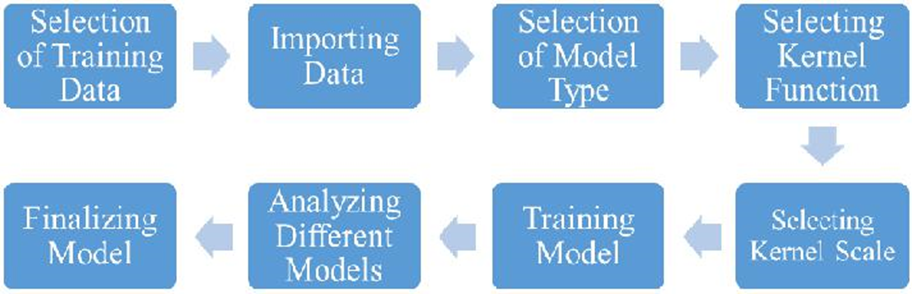 Selection
of Training
Data
Importing
Data
Selection
of Model
Type
Selecting
Kernel
Function
Selecting
Kernel Scale
Training
Model
Analyzing
Different
Models
Finalizing
Model